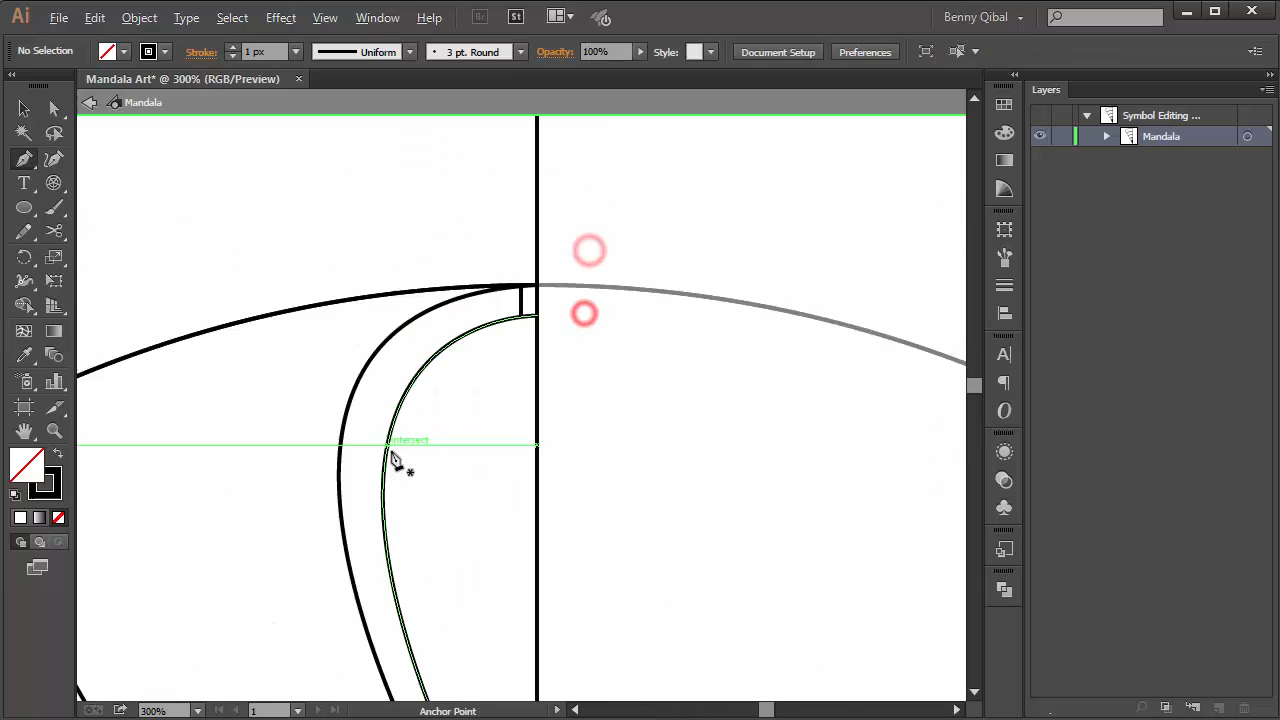 Ai File Edit Object Type Select Effect View Window Help Br St Benny Qibal
No Selection Stroke: 1 px Uniform 3 pt. Round Opacity: 100% Style: Document Setup Preferences
Mandala Art* @ 300% (RGB/Preview)
Layers
Mandala
Symbol Editing ...
Mandala
intersect
300% 1 Anchor Point